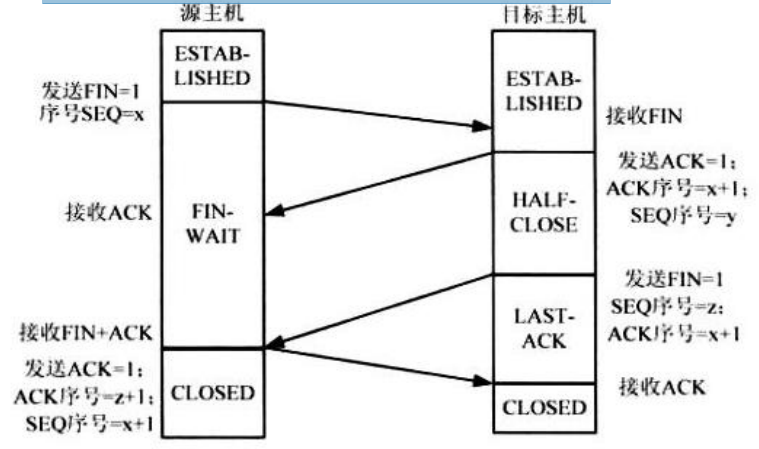 源主机
目标主机
ESTAB-
LISHED
发送FIN=1
序号SEQ=x
ESTAB-
LISHED
接收FIN
发送ACK=1;
ACK序号=x+1;
SEQ序号=y
接收ACK
FIN-
WAIT
HALF-
CLOSE
发送FIN=1
SEQ序号=z:
ACK序号=x+1
LAST-
ACK
接收FIN+ACK
发送ACK=1;
ACK序号=z+1;
SEQ序号=x+1
CLOSED
接收ACK
CLOSED